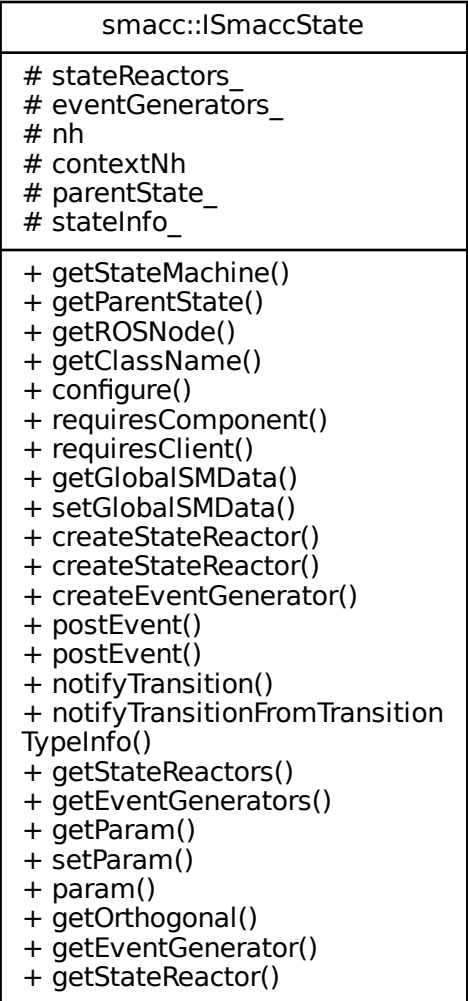 smacc::ISmaccState
# stateReactors_
# eventGenerators_
# nh
# contextNh
# parentState_
# stateInfo_
+ getStateMachine()
+ getParentState()
+ getROSNode()
+ getClassName()
+ configure()
+ requiresComponent()
+ requiresClient()
+ getGlobalSMData()
+ setGlobalSMData()
+ createStateReactor()
+ createStateReactor()
+ createEventGenerator()
+ postEvent()
+ postEvent()
+ notifyTransition()
+ notifyTransitionFromTransition
TypeInfo()
+ getStateReactors()
+ getEventGenerators()
+ getParam()
+ setParam()
+ param()
+ getOrthogonal()
+ getEventGenerator()
+ getStateReactor()